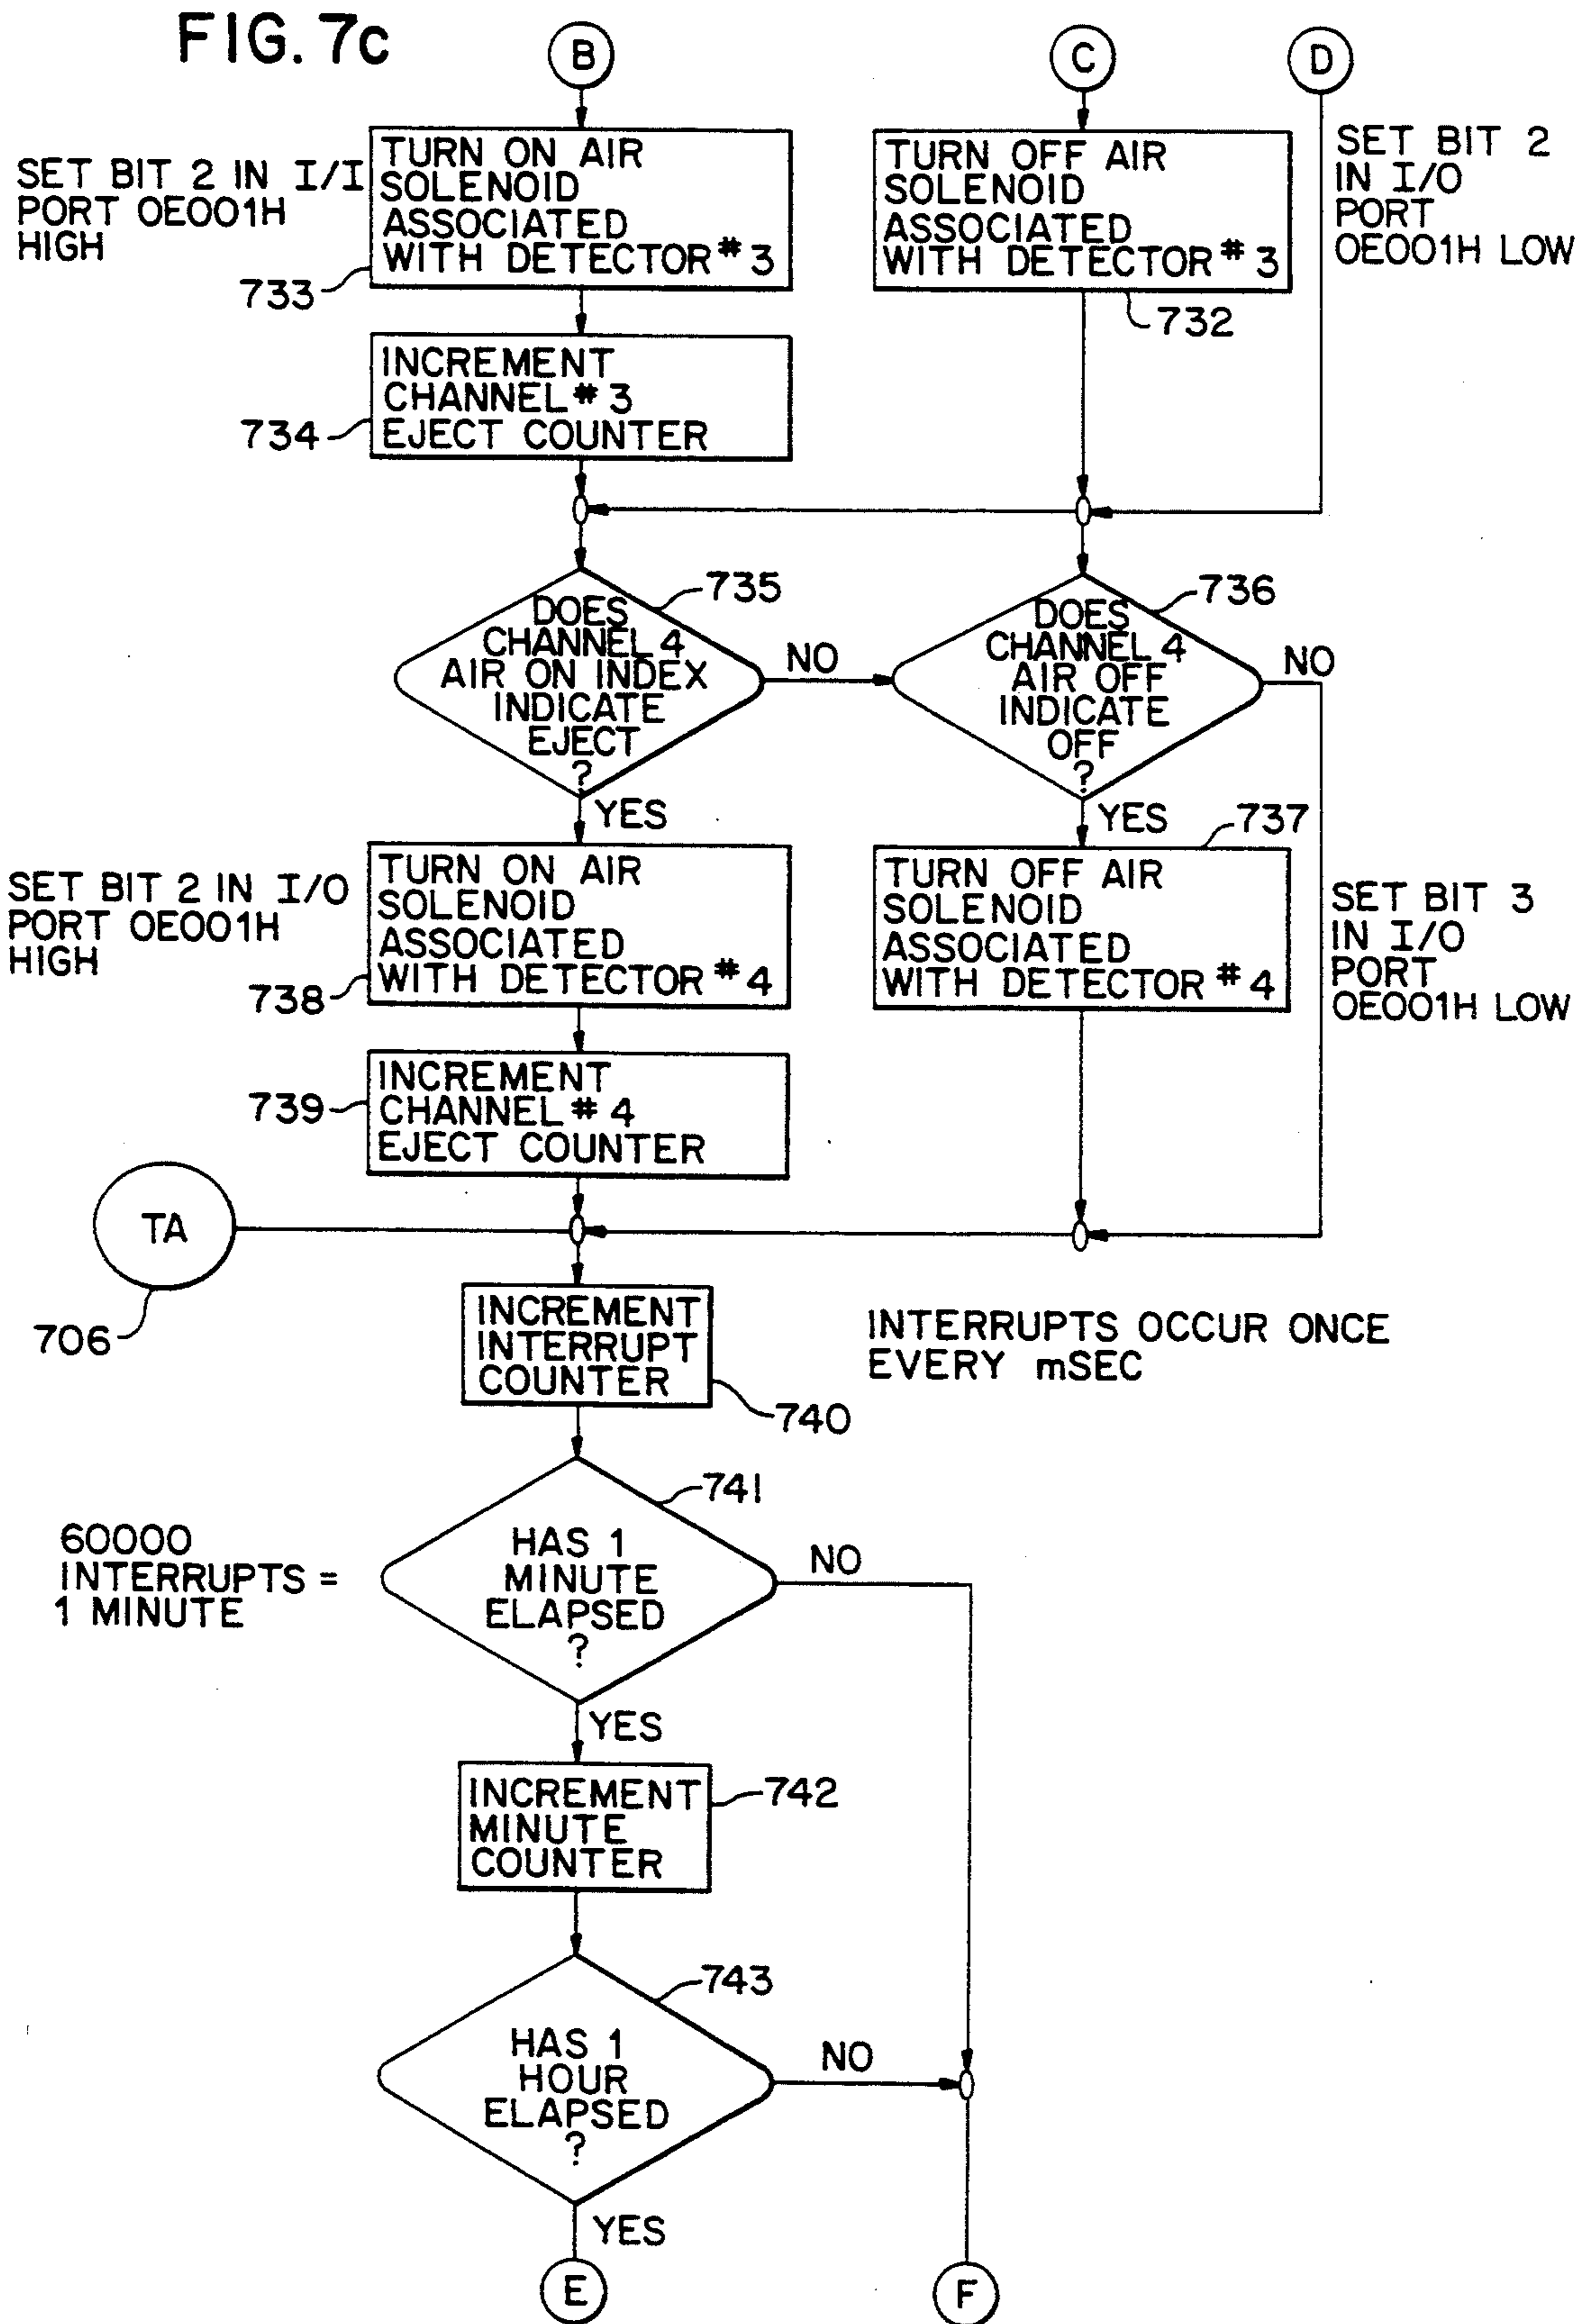 FIG. 7c
B
C
D
SET BIT 2 IN I/I
PORT OE001H
HIGH
TURN ON AIR
SOLENOID
ASSOCIATED
WITH DETECTOR #3
733
TURN OFF AIR
SOLENOID
ASSOCIATED
WITH DETECTOR #3
732
SET BIT 2
IN I/O
PORT
OE001H LOW
INCREMENT
CHANNEL #3
EJECT COUNTER
734
735
DOES
CHANNEL 4
AIR ON INDEX
INDICATE
EJECT
?
NO
YES
736
DOES
CHANNEL 4
AIR OFF
INDICATE
OFF
?
NO
YES
737
SET BIT 2 IN I/O
PORT OE001H
HIGH
TURN ON AIR
SOLENOID
ASSOCIATED
WITH DETECTOR #4
738
TURN OFF AIR
SOLENOID
ASSOCIATED
WITH DETECTOR #4
SET BIT 3
IN I/O
PORT
OE001H LOW
739
INCREMENT
CHANNEL #4
EJECT COUNTER
TA
706
INCREMENT
INTERRUPT
COUNTER
740
INTERRUPTS OCCUR ONCE
EVERY mSEC
741
60000
INTERRUPTS =
1 MINUTE
HAS 1
MINUTE
ELAPSED
?
NO
YES
INCREMENT
MINUTE
COUNTER
742
743
HAS 1
HOUR
ELAPSED
?
NO
YES
E
F